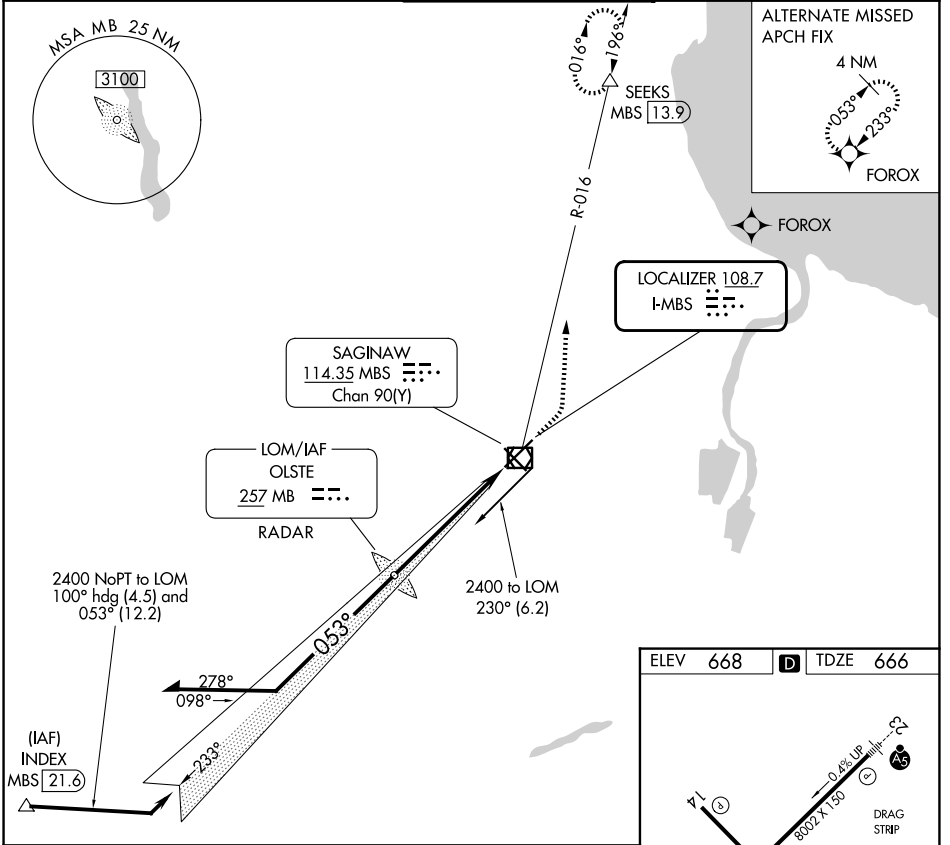 MSA MB 25 NM
3100
016°
196°
SEEKS
MBS 13.9
ALTERNATE MISSED
APCH FIX
4 NM
053°
233°
FOROX
R-016
FOROX
LOCALIZER 108.7
I-MBS
SAGINAW
114.35 MBS
Chan 90(Y)
LOM/IAF
OLSTE
257 MB
RADAR
2400 NoPT to LOM
100° hdg (4.5) and
053° (12.2)
2400 to LOM
230° (6.2)
053°
278°
098°
233°
(IAF)
INDEX
MBS 21.6
ELEV 668 D TDZE 666
23
0.4% UP
A5
P
8002 X 150
14
P
DRAG
STRIP